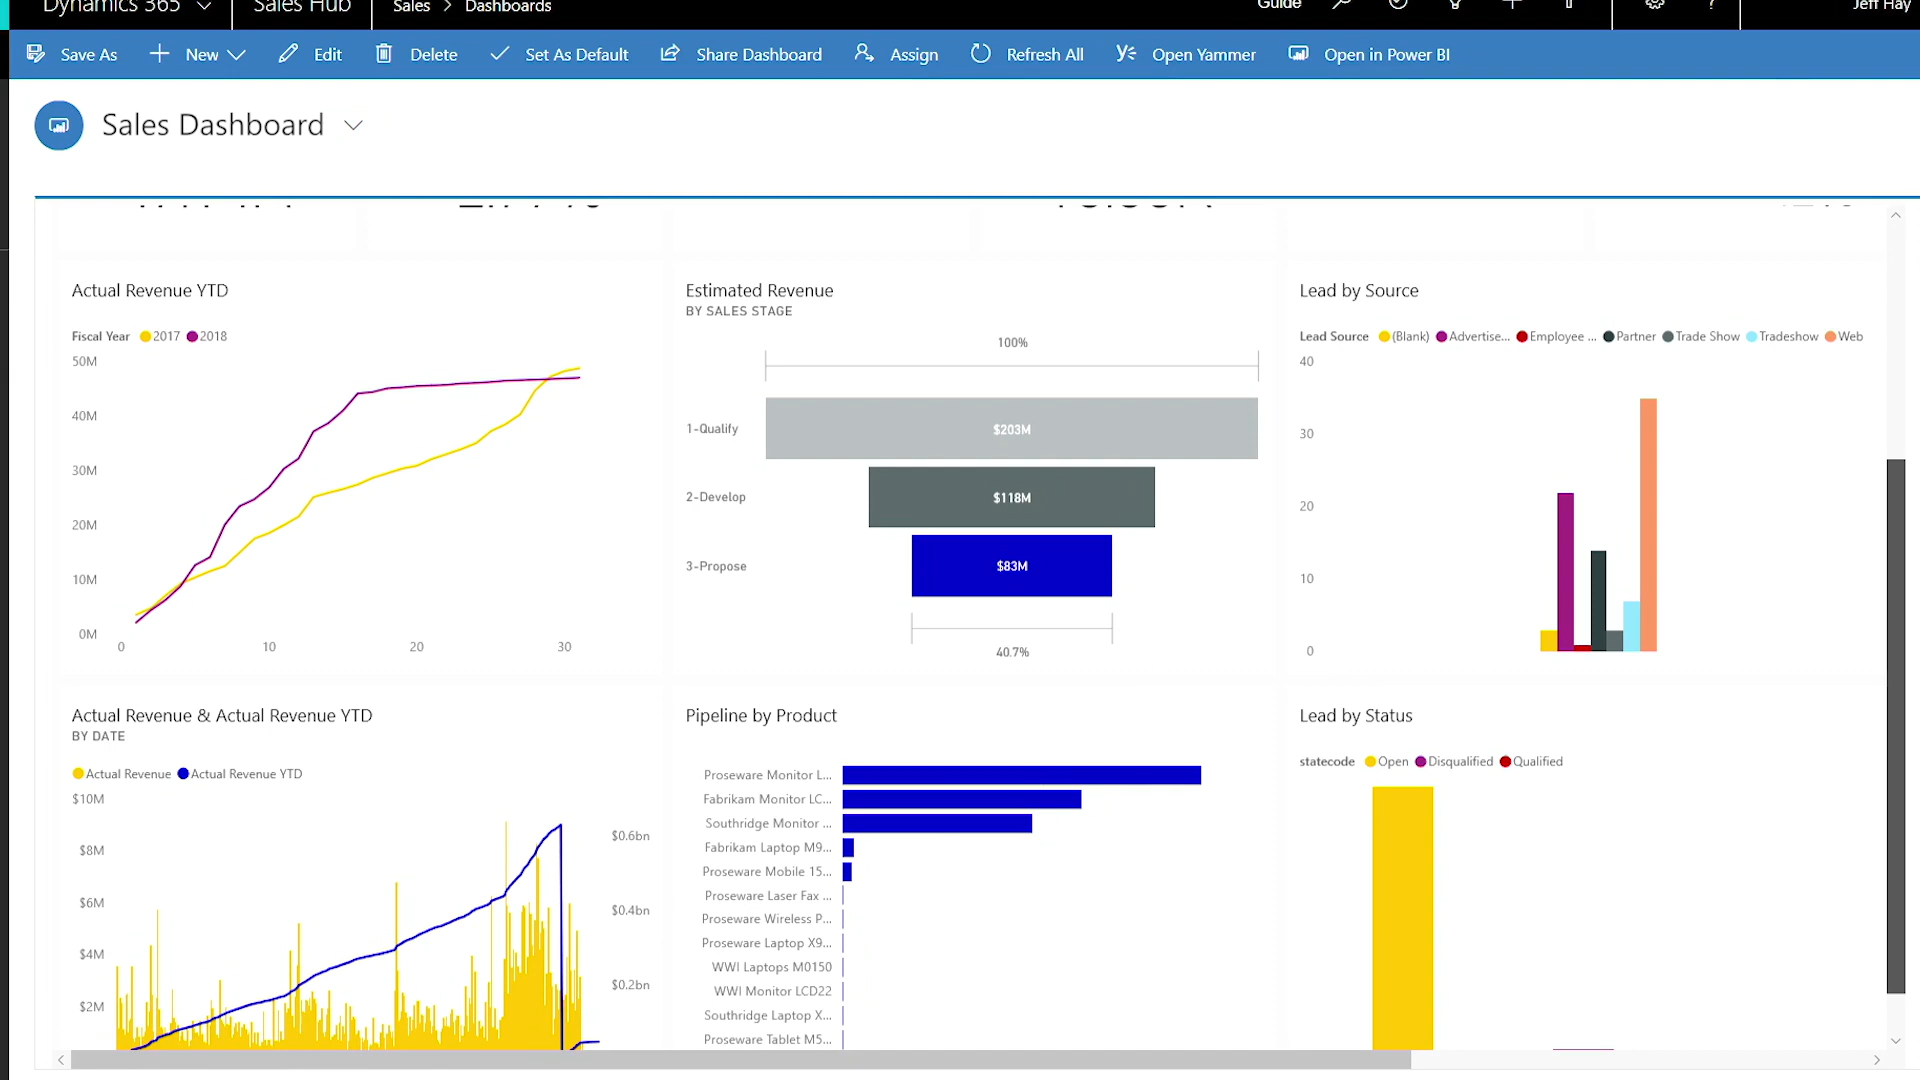 Dynamics 365 Sales Hub Sales > Dashboards Guide ? Jeff Hay
Save As New Edit Delete Set As Default Share Dashboard Assign Refresh All Open Yammer Open in Power BI
Sales Dashboard
Actual Revenue YTD
Fiscal Year 2017 2018
50M
40M
30M
20M
10M
0M
0 10 20 30
Estimated Revenue
BY SALES STAGE
100%
1-Qualify $203M
2-Develop $118M
3-Propose $83M
40.7%
Lead by Source
Lead Source (Blank) Advertise... Employee ... Partner Trade Show Tradeshow Web
40
30
20
10
0
Actual Revenue & Actual Revenue YTD
BY DATE
Actual Revenue Actual Revenue YTD
$10M
$8M
$6M
$4M
$2M
$0.6bn
$0.4bn
$0.2bn
Pipeline by Product
Proseware Monitor L...
Fabrikam Monitor LC...
Southridge Monitor ...
Fabrikam Laptop M9...
Proseware Mobile 15...
Proseware Laser Fax ...
Proseware Wireless P...
Proseware Laptop X9...
WWI Laptops M0150
WWI Monitor LCD22
Southridge Laptop X...
Proseware Tablet M5...
Lead by Status
statecode Open Disqualified Qualified